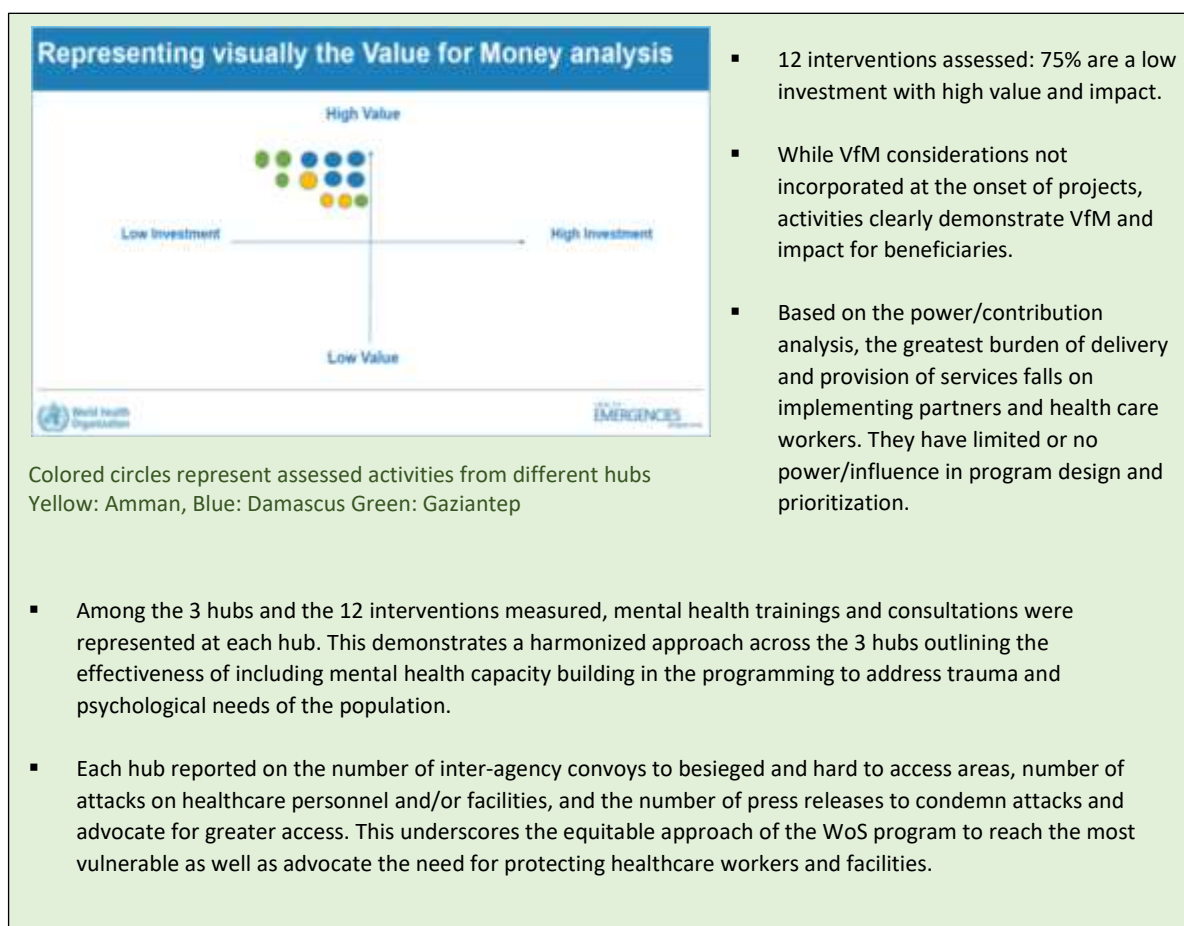 Representing visually the Value for Money analysis
High Value
Low Investment
High Investment
Low Value
World Health
Organization
EMERGENCIES
Colored circles represent assessed activities from different hubs
Yellow: Amman, Blue: Damascus Green: Gaziantep
▪ 12 interventions assessed: 75% are a low
investment with high value and impact.
▪ While VfM considerations not
incorporated at the onset of projects,
activities clearly demonstrate VfM and
impact for beneficiaries.
▪ Based on the power/contribution
analysis, the greatest burden of delivery
and provision of services falls on
implementing partners and health care
workers. They have limited or no
power/influence in program design and
prioritization.
▪ Among the 3 hubs and the 12 interventions measured, mental health trainings and consultations were
represented at each hub. This demonstrates a harmonized approach across the 3 hubs outlining the
effectiveness of including mental health capacity building in the programming to address trauma and
psychological needs of the population.
▪ Each hub reported on the number of inter-agency convoys to besieged and hard to access areas, number of
attacks on healthcare personnel and/or facilities, and the number of press releases to condemn attacks and
advocate for greater access. This underscores the equitable approach of the WoS program to reach the most
vulnerable as well as advocate the need for protecting healthcare workers and facilities.